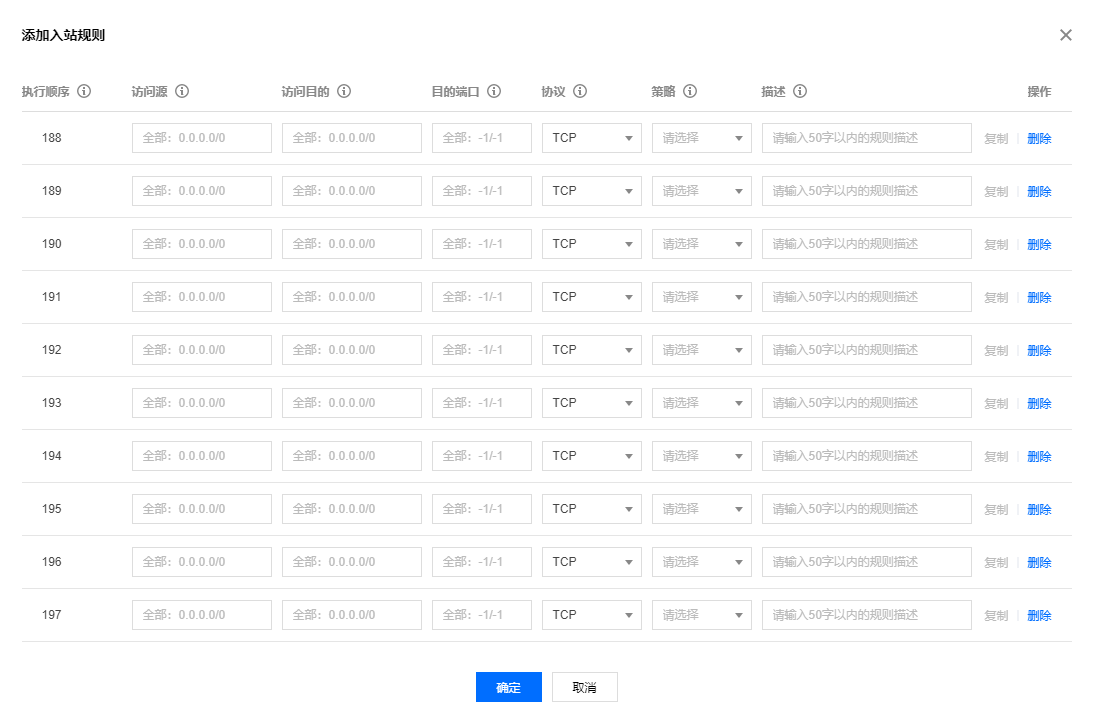 添加入站规则
执行顺序 访问源 访问目的 目的端口 协议 策略 描述 操作
188 全部：0.0.0.0/0 全部：0.0.0.0/0 全部：-1/-1 TCP 请选择 请输入50字以内的规则描述 复制 删除
189 全部：0.0.0.0/0 全部：0.0.0.0/0 全部：-1/-1 TCP 请选择 请输入50字以内的规则描述 复制 删除
190 全部：0.0.0.0/0 全部：0.0.0.0/0 全部：-1/-1 TCP 请选择 请输入50字以内的规则描述 复制 删除
191 全部：0.0.0.0/0 全部：0.0.0.0/0 全部：-1/-1 TCP 请选择 请输入50字以内的规则描述 复制 删除
192 全部：0.0.0.0/0 全部：0.0.0.0/0 全部：-1/-1 TCP 请选择 请输入50字以内的规则描述 复制 删除
193 全部：0.0.0.0/0 全部：0.0.0.0/0 全部：-1/-1 TCP 请选择 请输入50字以内的规则描述 复制 删除
194 全部：0.0.0.0/0 全部：0.0.0.0/0 全部：-1/-1 TCP 请选择 请输入50字以内的规则描述 复制 删除
195 全部：0.0.0.0/0 全部：0.0.0.0/0 全部：-1/-1 TCP 请选择 请输入50字以内的规则描述 复制 删除
196 全部：0.0.0.0/0 全部：0.0.0.0/0 全部：-1/-1 TCP 请选择 请输入50字以内的规则描述 复制 删除
197 全部：0.0.0.0/0 全部：0.0.0.0/0 全部：-1/-1 TCP 请选择 请输入50字以内的规则描述 复制 删除
确定 取消